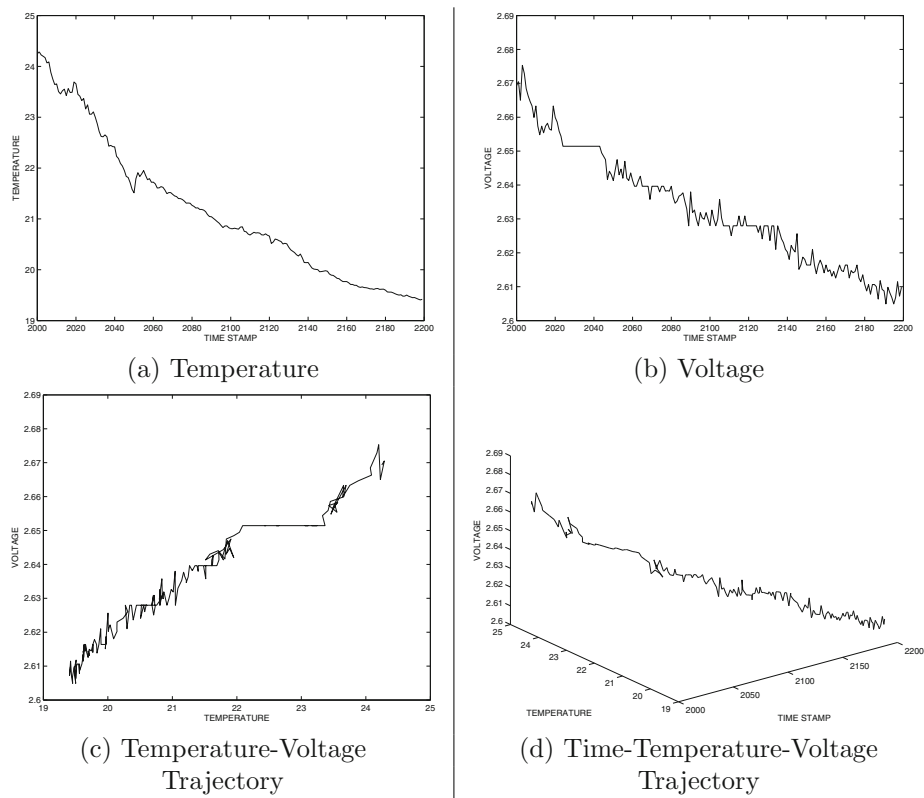 25
24
23
22
21
20
19
2000 2020 2040 2060 2080 2100 2120 2140 2160 2180 2200
TEMPERATURE
TIME STAMP
(a) Temperature
2.69
2.68
2.67
2.66
2.65
2.64
2.63
2.62
2.61
2.6
2000 2020 2040 2060 2080 2100 2120 2140 2160 2180 2200
VOLTAGE
TIME STAMP
(b) Voltage
2.69
2.68
2.67
2.66
2.65
2.64
2.63
2.62
2.61
2.6
19 20 21 22 23 24 25
VOLTAGE
TEMPERATURE
(c) Temperature-Voltage
Trajectory
2.69
2.68
2.67
2.66
2.65
2.64
2.63
2.62
2.61
2.6
VOLTAGE
25
24
23
22
21
20
19
TEMPERATURE
2000
2050
2100
2150
2200
TIME STAMP
(d) Time-Temperature-Voltage
Trajectory